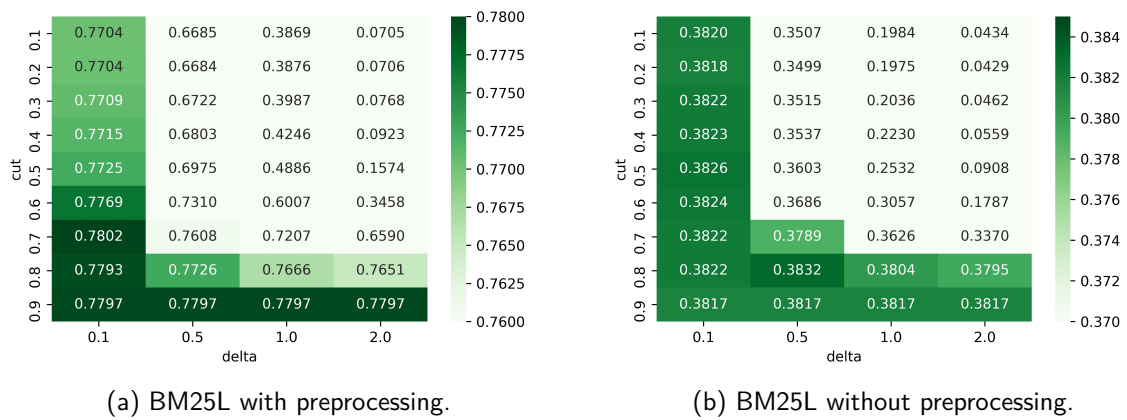 0.1 0.7704 0.6685 0.3869 0.0705
0.2 0.7704 0.6684 0.3876 0.0706
0.3 0.7709 0.6722 0.3987 0.0768
0.4 0.7715 0.6803 0.4246 0.0923
0.5 0.7725 0.6975 0.4886 0.1574
0.6 0.7769 0.7310 0.6007 0.3458
0.7 0.7802 0.7608 0.7207 0.6590
0.8 0.7793 0.7726 0.7666 0.7651
0.9 0.7797 0.7797 0.7797 0.7797
cut
0.1 0.5 1.0 2.0
delta
0.7800
0.7775
0.7750
0.7725
0.7700
0.7675
0.7650
0.7625
0.7600
(a) BM25L with preprocessing.
0.1 0.3820 0.3507 0.1984 0.0434
0.2 0.3818 0.3499 0.1975 0.0429
0.3 0.3822 0.3515 0.2036 0.0462
0.4 0.3823 0.3537 0.2230 0.0559
0.5 0.3826 0.3603 0.2532 0.0908
0.6 0.3824 0.3686 0.3057 0.1787
0.7 0.3822 0.3789 0.3626 0.3370
0.8 0.3822 0.3832 0.3804 0.3795
0.9 0.3817 0.3817 0.3817 0.3817
cut
0.1 0.5 1.0 2.0
delta
0.384
0.382
0.380
0.378
0.376
0.374
0.372
0.370
(b) BM25L without preprocessing.